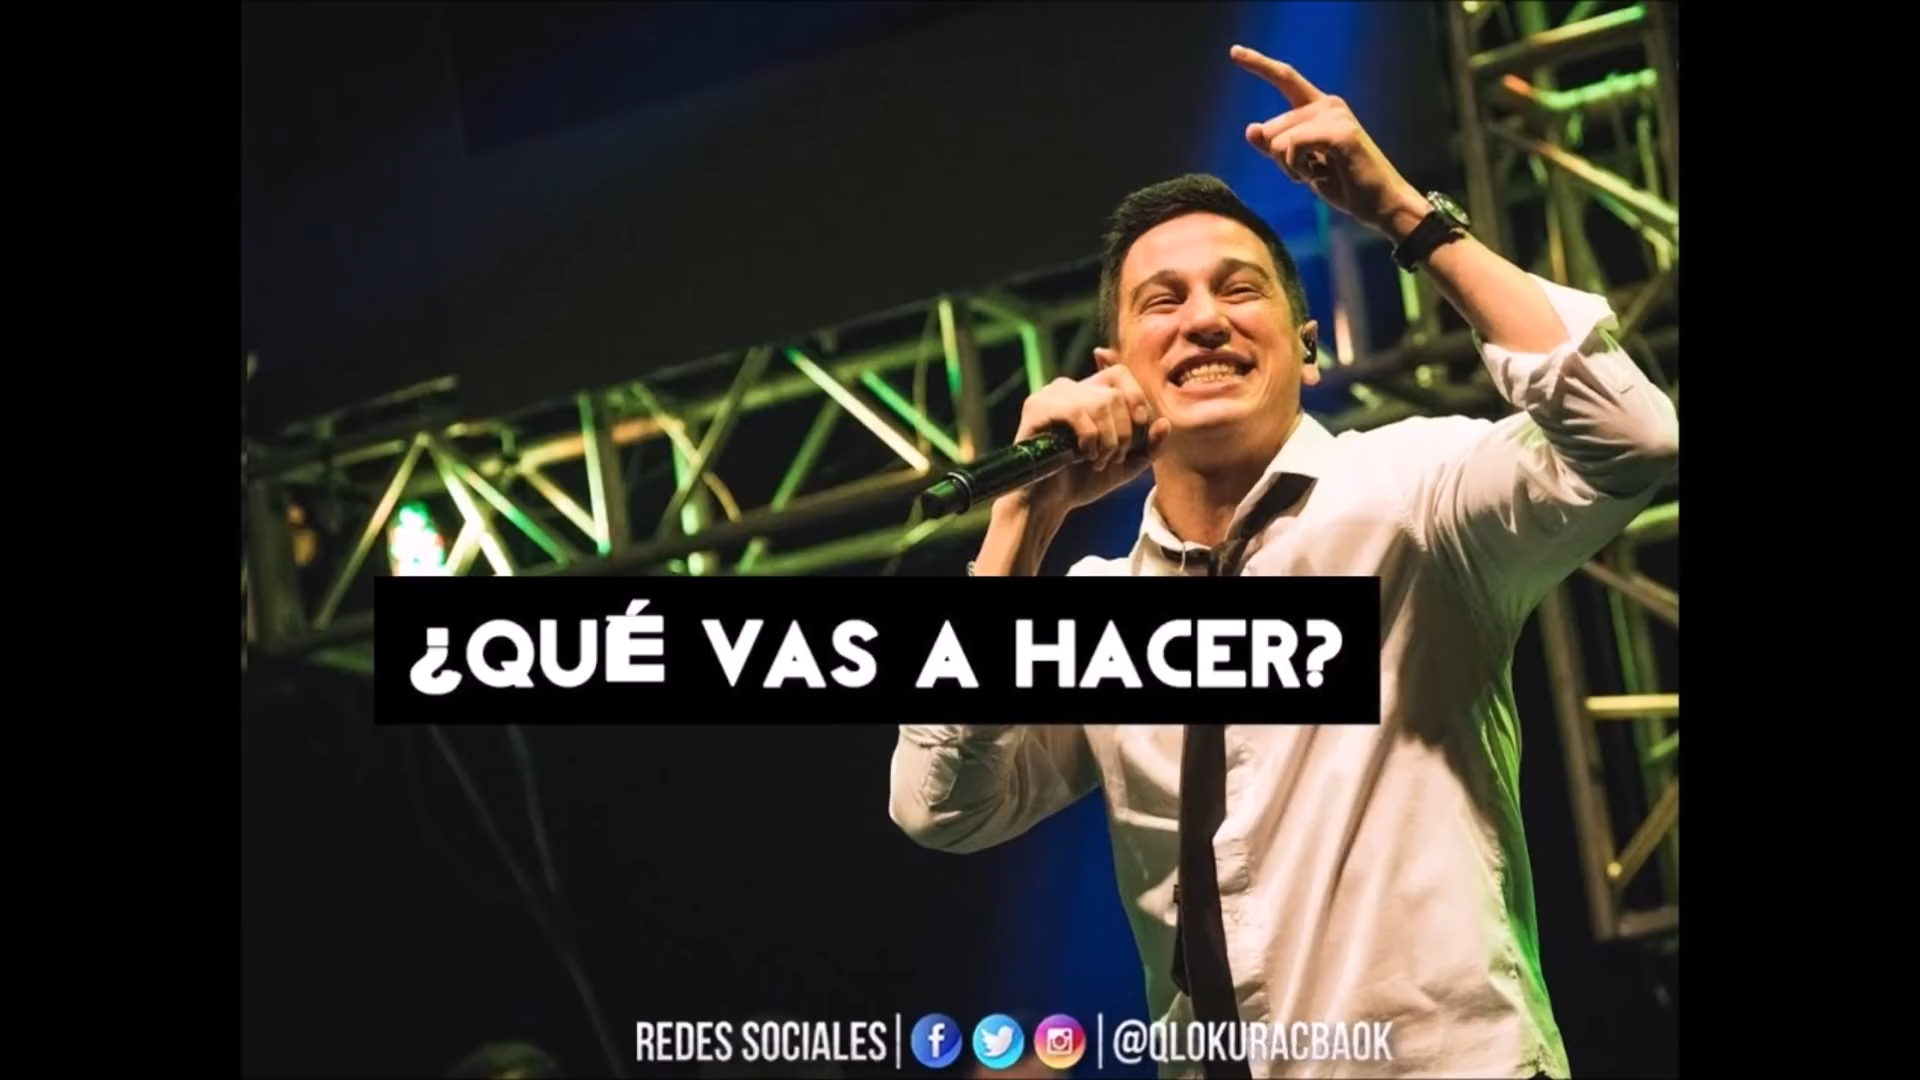 ¿QUÉ VAS A HACER?
REDES SOCIALES | f | @QLOKURACBAOK